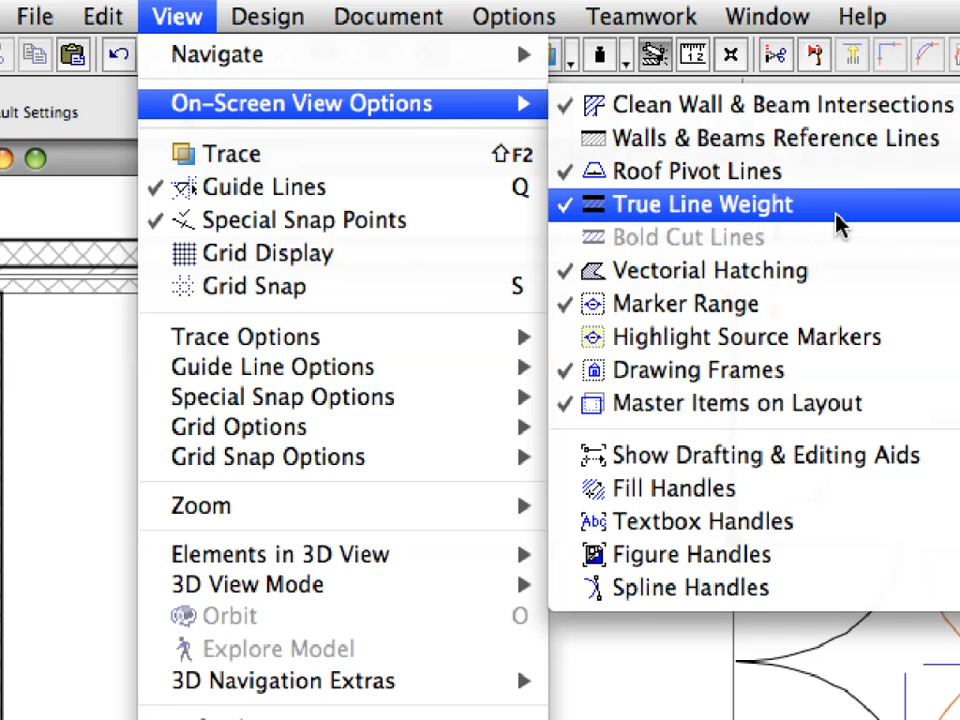 File Edit View Design Document Options Teamwork Window Help
ult Settings
Navigate
On-Screen View Options
Trace ⇧F2
Guide Lines Q
Special Snap Points
Grid Display
Grid Snap S
Trace Options
Guide Line Options
Special Snap Options
Grid Options
Grid Snap Options
Zoom
Elements in 3D View
3D View Mode
Orbit O
Explore Model
3D Navigation Extras
Clean Wall & Beam Intersections
Walls & Beams Reference Lines
Roof Pivot Lines
True Line Weight
Bold Cut Lines
Vectorial Hatching
Marker Range
Highlight Source Markers
Drawing Frames
Master Items on Layout
Show Drafting & Editing Aids
Fill Handles
Abc Textbox Handles
Figure Handles
Spline Handles